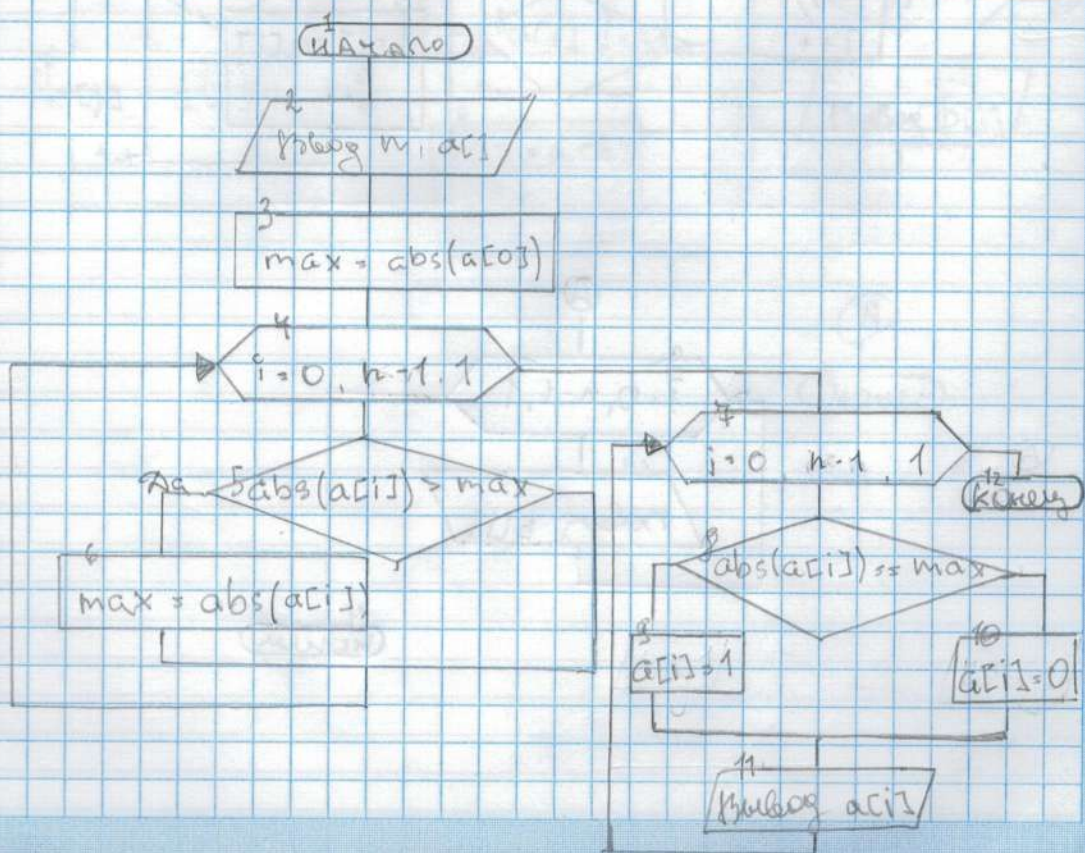 1
начало
2
Ввод n, a[]
3
max = abs(a[0])
4
i = 0, n-1, 1
Да 5 abs(a[i]) > max
6
max = abs(a[i])
7
i = 0 n-1, 1
12
конец
8
abs(a[i]) == max
9
a[i] = 1
10
a[i] = 0
11
Вывод a[i]